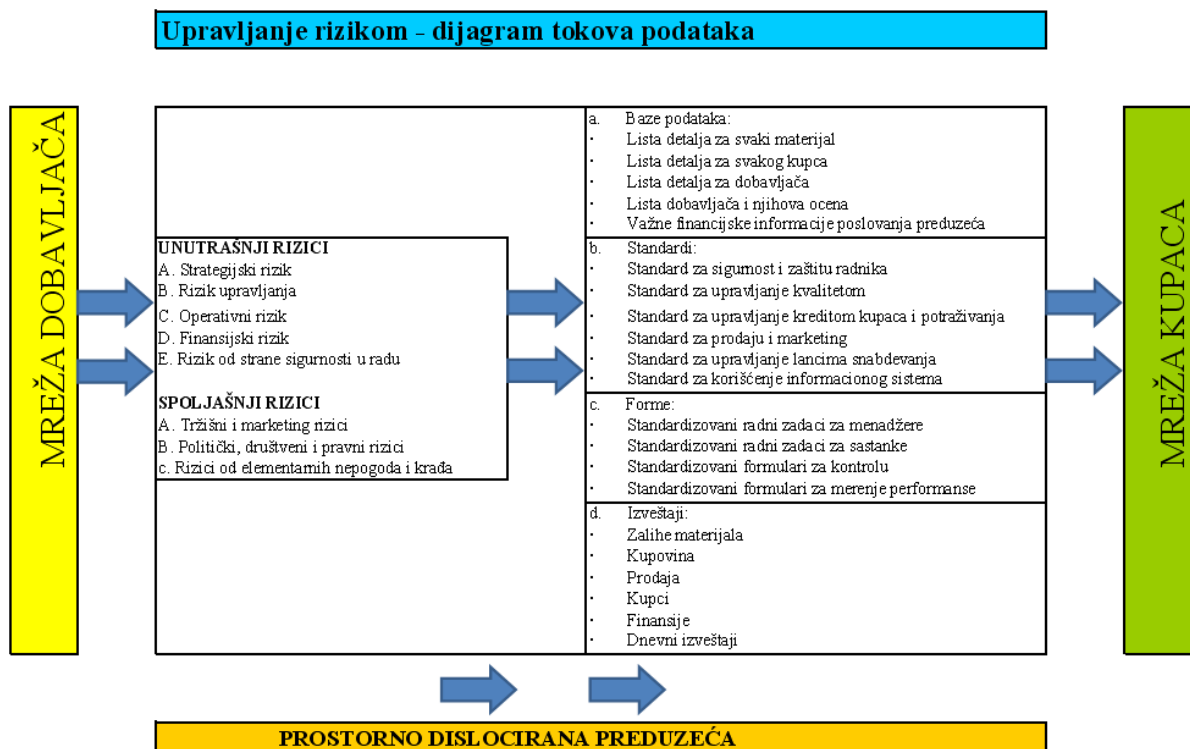 Upravljanje rizikom - dijagram tokova podataka
MREŽA DOBAVLJAČA
UNUTRAŠNJI RIZICI
A. Strategijski rizik
B. Rizik upravljanja
C. Operativni rizik
D. Finansijski rizik
E. Rizik od strane sigurnosti u radu
SPOLJAŠNJI RIZICI
A. Tržišni i marketing rizici
B. Politički, društveni i pravni rizici
c. Rizici od elementarnih nepogoda i krađa
a. Baze podataka:
· Lista detalja za svaki materijal
· Lista detalja za svakog kupca
· Lista detalja za dobavljača
· Lista dobavljača i njihova ocena
· Važne financijske informacije poslovanja preduzeća
b. Standardi:
· Standard za sigurnost i zaštitu radnika
· Standard za upravljanje kvalitetom
· Standard za upravljanje kreditom kupaca i potraživanja
· Standard za prodaju i marketing
· Standard za upravljanje lancima snabdevanja
· Standard za korišćenje informacionog sistema
c. Forme:
· Standardizovani radni zadaci za menadžere
· Standardizovani radni zadaci za sastanke
· Standardizovani formulari za kontrolu
· Standardizovani formulari za merenje performanse
d. Izveštaji:
· Zalihe materijala
· Kupovina
· Prodaja
· Kupci
· Finansije
· Dnevni izveštaji
MREŽA KUPACA
PROSTORNO DISLOCIRANA PREDUZEĆA